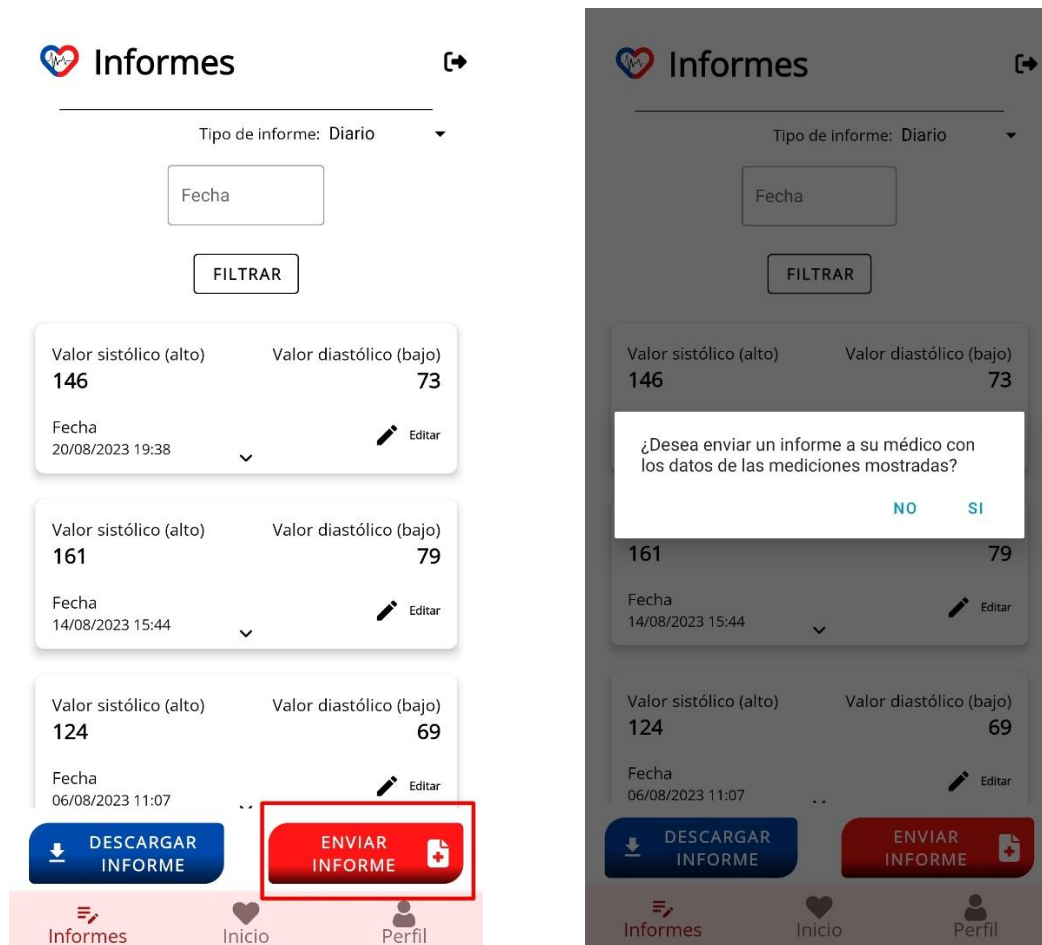 Informes
Tipo de informe: Diario
Fecha
FILTRAR
Valor sistólico (alto) Valor diastólico (bajo)
146 73
Fecha
20/08/2023 19:38 Editar
Valor sistólico (alto) Valor diastólico (bajo)
161 79
Fecha
14/08/2023 15:44 Editar
Valor sistólico (alto) Valor diastólico (bajo)
124 69
Fecha
06/08/2023 11:07 Editar
DESCARGAR
INFORME
ENVIAR
INFORME
Informes Inicio Perfil
Informes
Tipo de informe: Diario
Fecha
FILTRAR
Valor sistólico (alto) Valor diastólico (bajo)
146 73
¿Desea enviar un informe a su médico con
los datos de las mediciones mostradas?
NO SI
161 79
Fecha
14/08/2023 15:44 Editar
Valor sistólico (alto) Valor diastólico (bajo)
124 69
Fecha
06/08/2023 11:07 Editar
DESCARGAR
INFORME
ENVIAR
INFORME
Informes Inicio Perfil